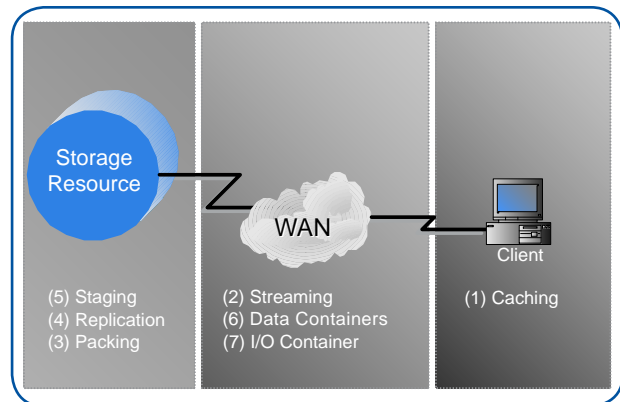 Storage
Resource
WAN
Client
(5) Staging
(4) Replication
(3) Packing
(2) Streaming
(6) Data Containers
(7) I/O Container
(1) Caching